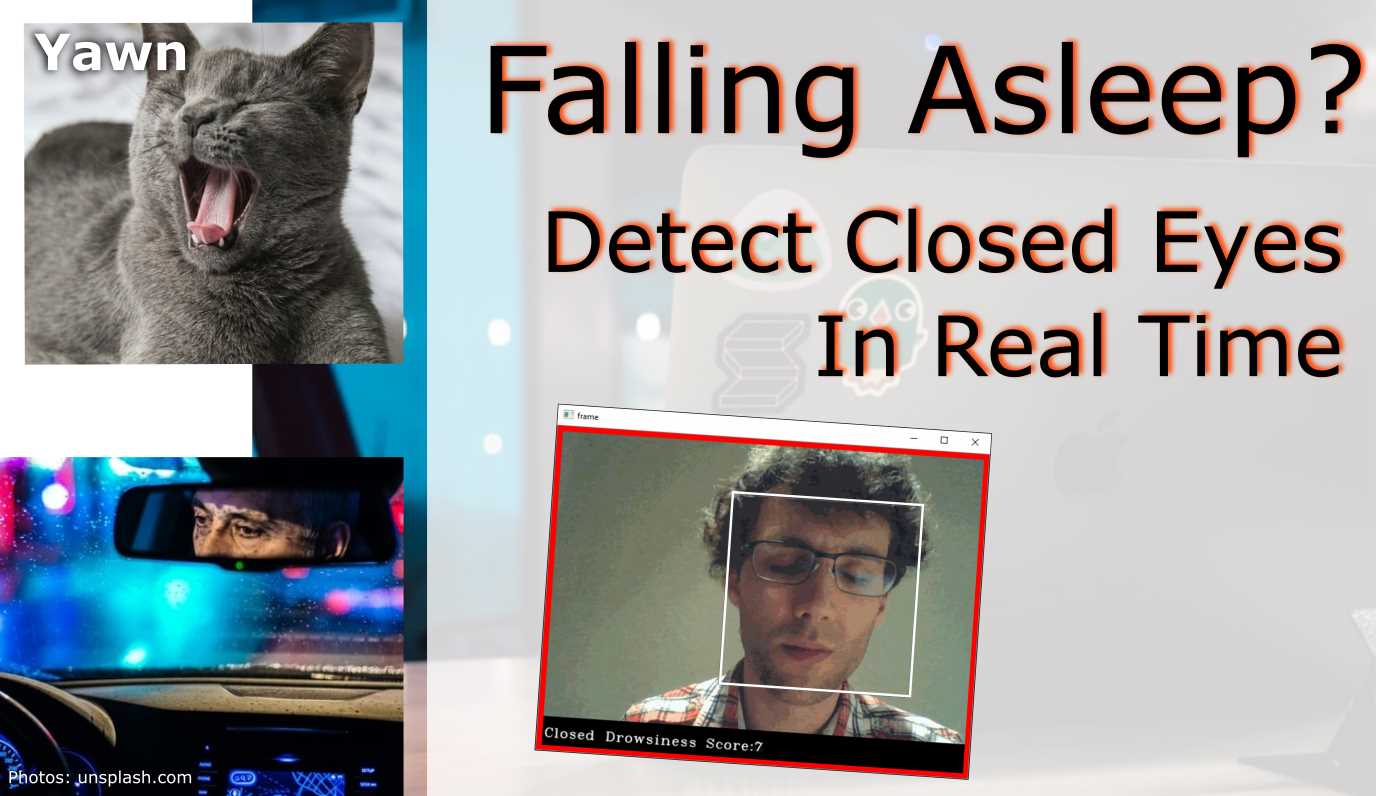 Yawn
Falling Asleep?
Detect Closed Eyes
In Real Time
frame
Closed Drowsiness Score:7
Photos: unsplash.com